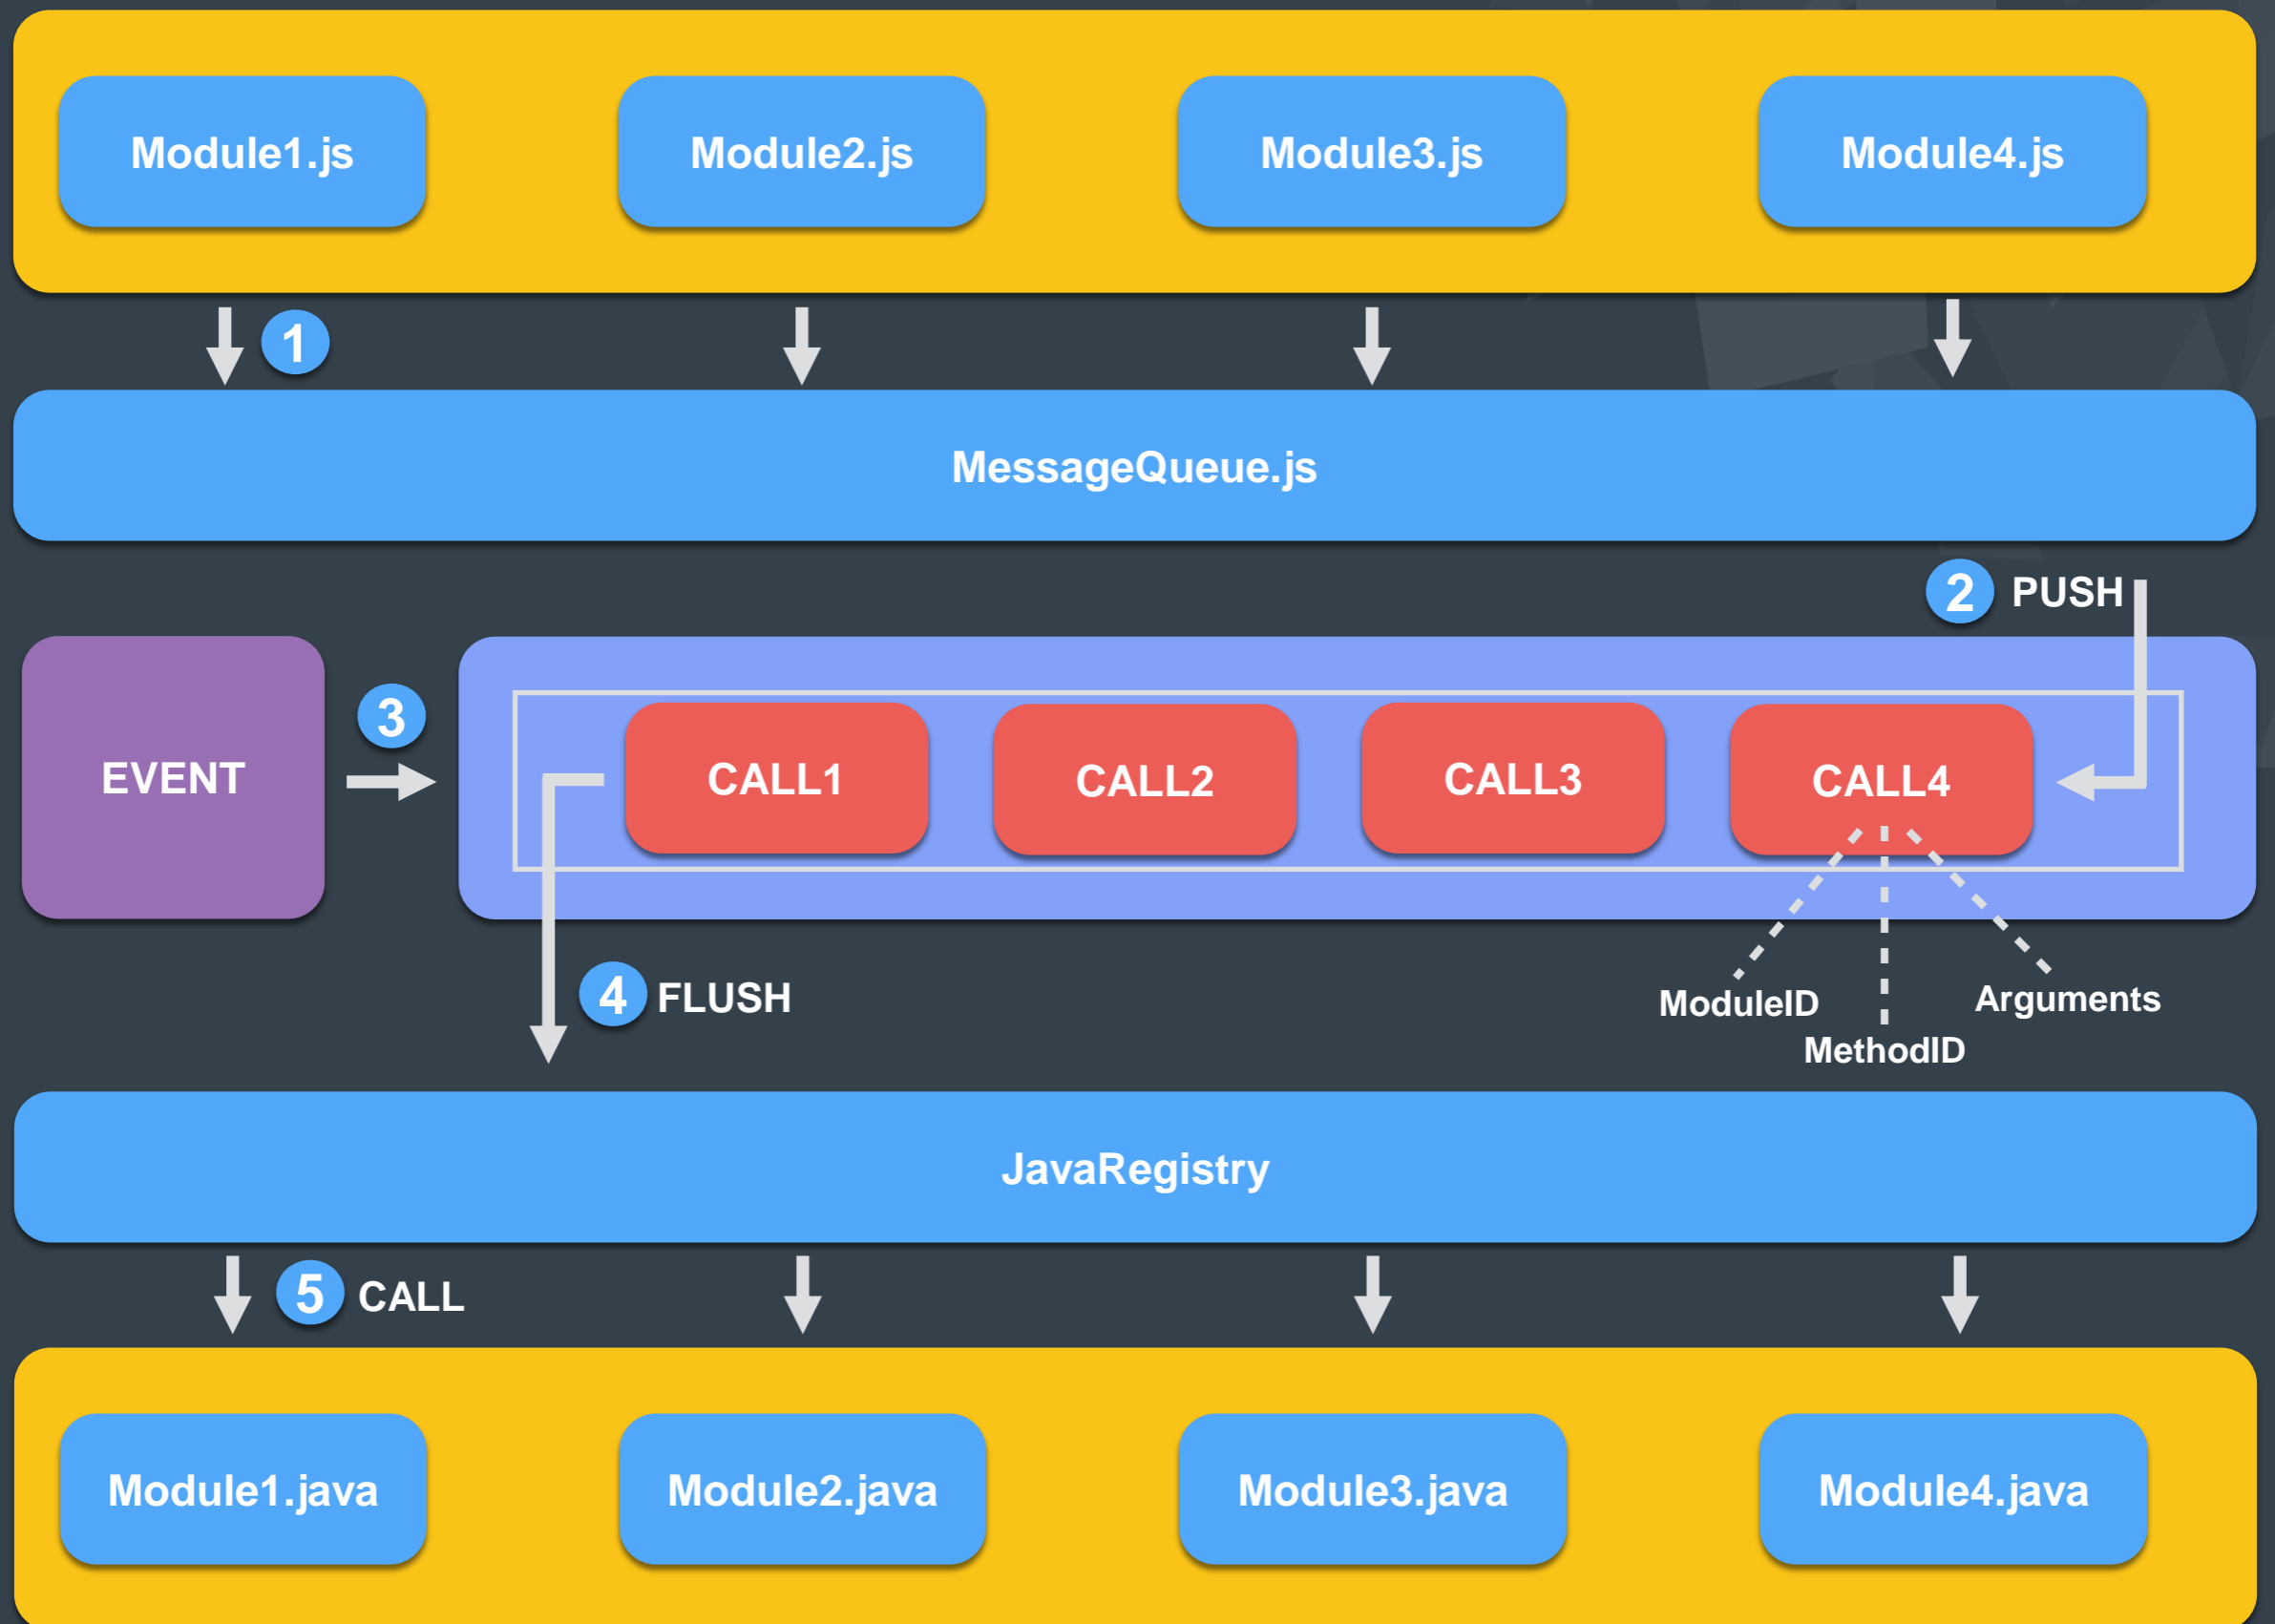 Module1.js
Module2.js
Module3.js
Module4.js
1
MessageQueue.js
2 PUSH
EVENT
3
CALL1
CALL2
CALL3
CALL4
4 FLUSH
ModuleID
MethodID
Arguments
JavaRegistry
5 CALL
Module1.java
Module2.java
Module3.java
Module4.java